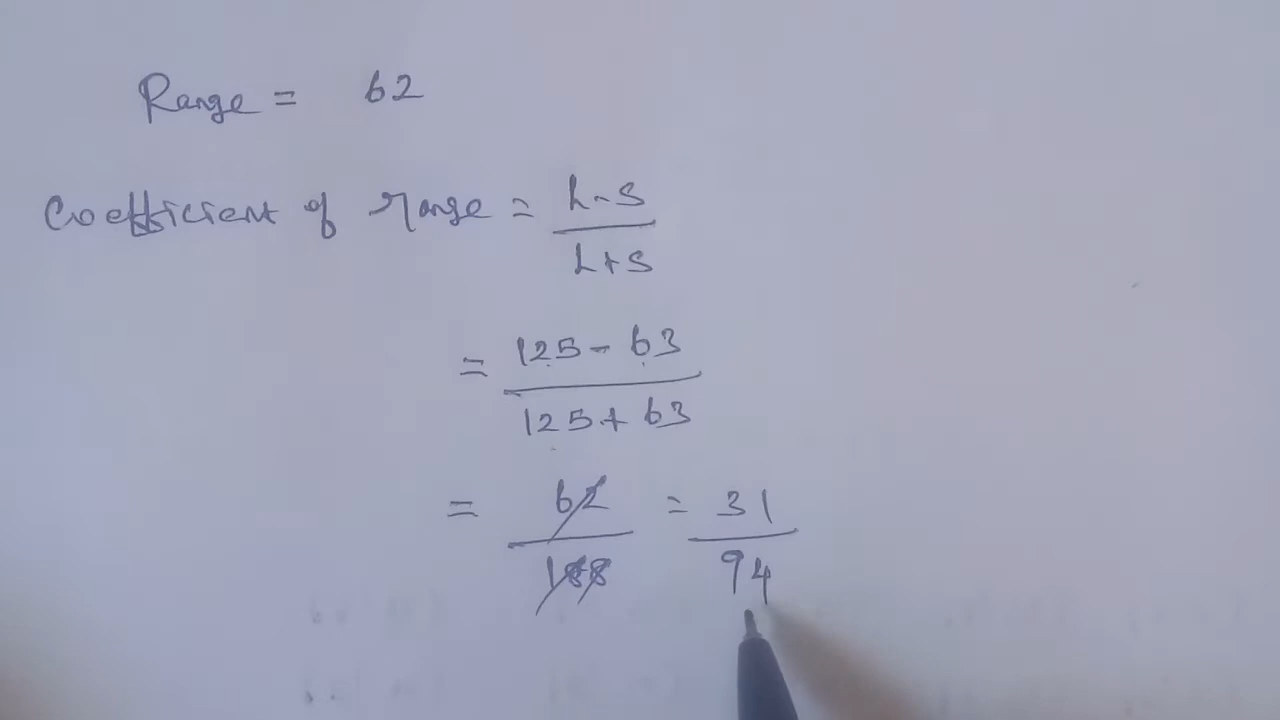 Range = 62
Coefficient of range = L-S / L+S
= 125 - 63 / 125 + 63
= 62 / 188 = 31 / 94